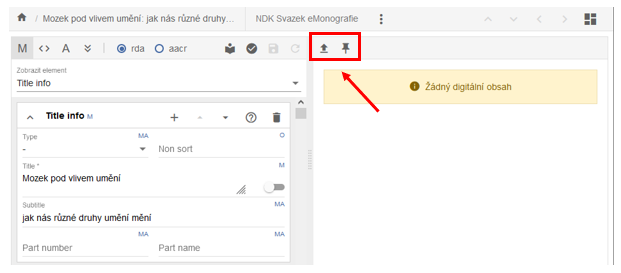 / Mozek pod vlivem umění: jak nás různé druhy... NDK Svazek eMonografie
M <> A rda aacr
Zobrazit element
Title info
Title info M
Type MA O
- Non sort
Title * M
Mozek pod vlivem umění
Subtitle MA
jak nás různé druhy umění mění
MA MA
Part number Part name
Žádný digitální obsah